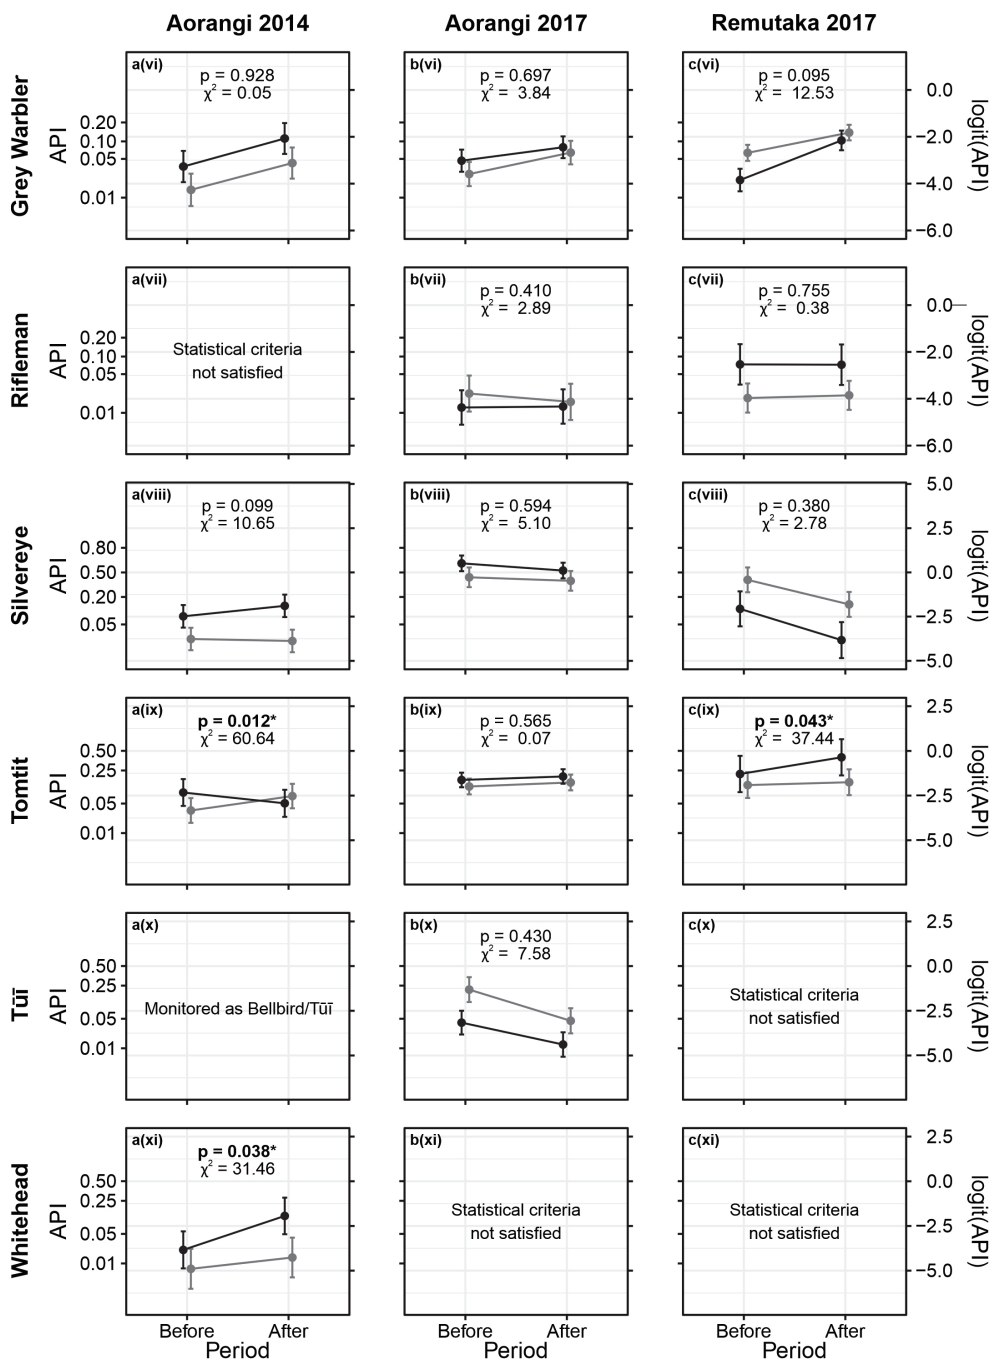 Aorangi 2014 Aorangi 2017 Remutaka 2017
Grey Warbler
API
0.20
0.10
0.05
0.01
a(vi)
p = 0.928
χ² = 0.05
b(vi)
p = 0.697
χ² = 3.84
c(vi)
p = 0.095
χ² = 12.53
0.0
−2.0
−4.0
−6.0
logit(API)
Rifleman
API
0.20
0.10
0.05
0.01
a(vii)
Statistical criteria
not satisfied
b(vii)
p = 0.410
χ² = 2.89
c(vii)
p = 0.755
χ² = 0.38
0.0
−2.0
−4.0
−6.0
logit(API)
Silvereye
API
0.80
0.50
0.20
0.05
a(viii)
p = 0.099
χ² = 10.65
b(viii)
p = 0.594
χ² = 5.10
c(viii)
p = 0.380
χ² = 2.78
5.0
2.5
0.0
−2.5
−5.0
logit(API)
Tomtit
API
0.50
0.25
0.05
0.01
a(ix)
p = 0.012*
χ² = 60.64
b(ix)
p = 0.565
χ² = 0.07
c(ix)
p = 0.043*
χ² = 37.44
2.5
0.0
−2.5
−5.0
logit(API)
Tūī
API
0.50
0.25
0.05
0.01
a(x)
Monitored as Bellbird/Tūī
b(x)
p = 0.430
χ² = 7.58
c(x)
Statistical criteria
not satisfied
2.5
0.0
−2.5
−5.0
logit(API)
Whitehead
API
0.50
0.25
0.05
0.01
a(xi)
p = 0.038*
χ² = 31.46
b(xi)
Statistical criteria
not satisfied
c(xi)
Statistical criteria
not satisfied
2.5
0.0
−2.5
−5.0
logit(API)
Before After Before After Before After
Period Period Period